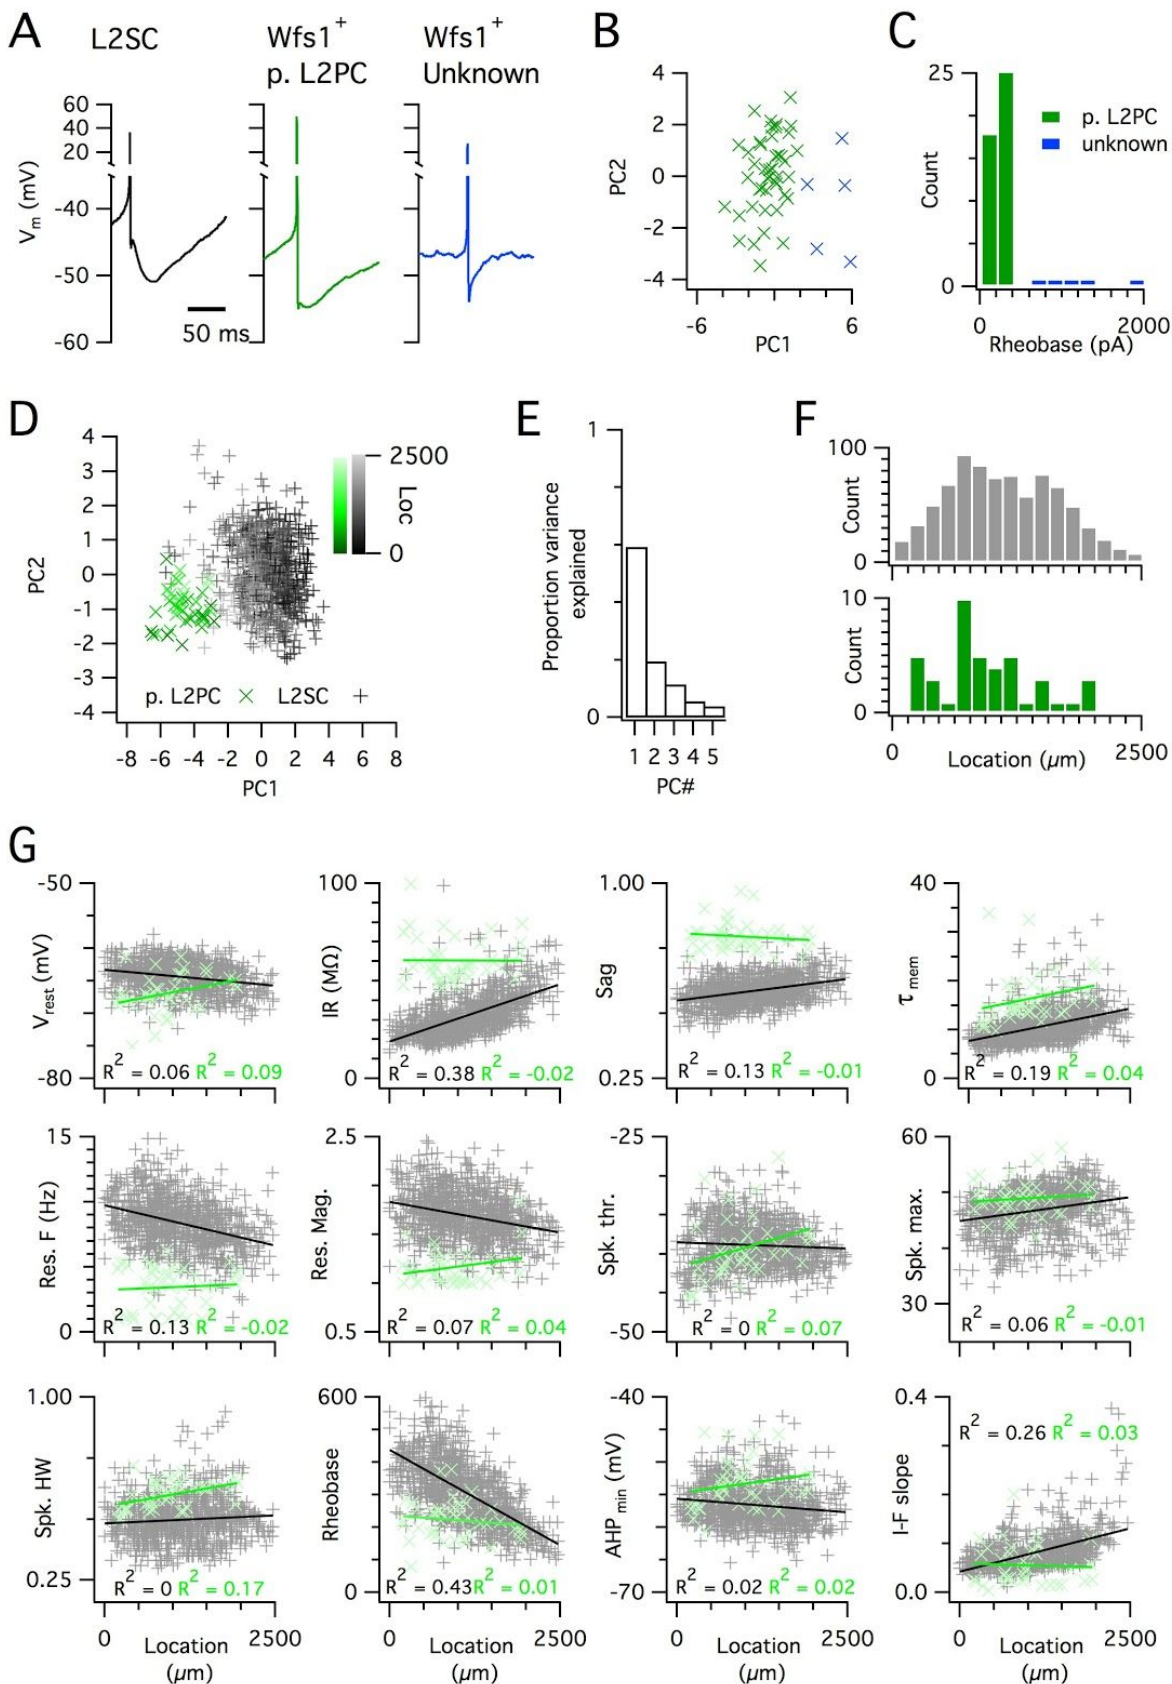 A
L2SC
Wfs1+
p. L2PC
Wfs1+
Unknown
60
40
20
-40
-50
-60
Vm (mV)
50 ms
B
4
2
0
-2
-4
PC2
-6
6
PC1
C
25
0
Count
p. L2PC
unknown
0
2000
Rheobase (pA)
D
4
3
2
1
0
-1
-2
-3
-4
PC2
2500
Loc
0
p. L2PC
L2SC
-8 -6 -4 -2 0 2 4 6 8
PC1
E
1
0
Proportion variance
explained
1 2 3 4 5
PC#
F
100
0
Count
10
0
Count
0
2500
Location (μm)
G
-50
-80
Vrest (mV)
R2 = 0.06 R2 = 0.09
100
0
IR (MΩ)
R2 = 0.38 R2 = -0.02
1.00
0.25
Sag
R2 = 0.13 R2 = -0.01
40
0
τmem
R2 = 0.19 R2 = 0.04
15
0
Res. F (Hz)
R2 = 0.13 R2 = -0.02
2.5
0.5
Res. Mag.
R2 = 0.07 R2 = 0.04
-25
-50
Spk. thr.
R2 = 0 R2 = 0.07
60
30
Spk. max.
R2 = 0.06 R2 = -0.01
1.00
0.25
Spk. HW
R2 = 0 R2 = 0.17
0
2500
Location
(μm)
600
0
Rheobase
R2 = 0.43 R2 = 0.01
0
2500
Location
(μm)
-40
-70
AHPmin (mV)
R2 = 0.02 R2 = 0.02
0
2500
Location
(μm)
0.4
0.0
I-F slope
R2 = 0.26 R2 = 0.03
0
2500
Location
(μm)